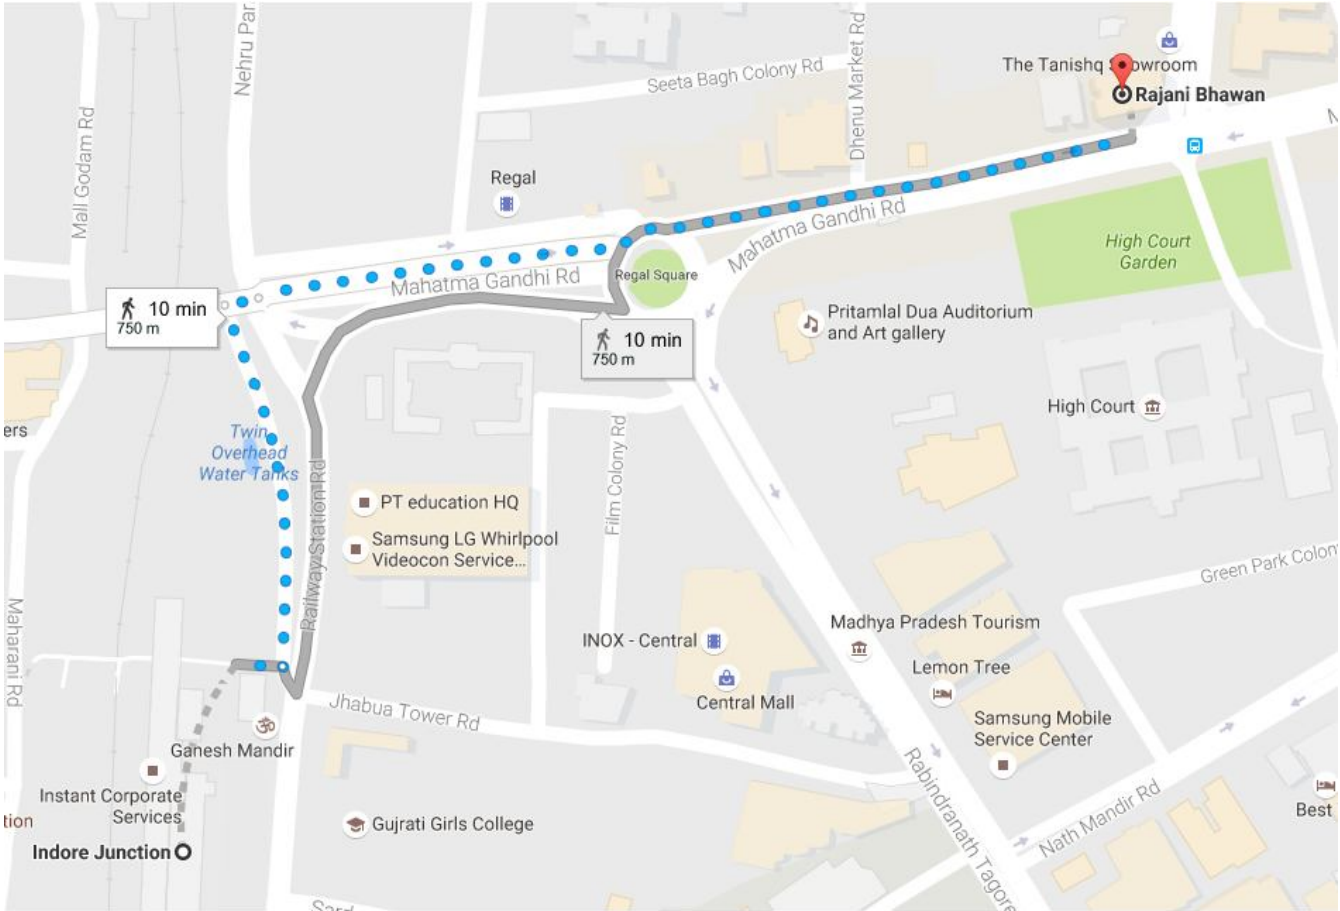 Nehru Par
Mall Godam Rd
Seeta Bagh Colony Rd
Dhenu Market Rd
The Tanishq Showroom
Rajani Bhawan
Regal
Mahatma Gandhi Rd
High Court
Garden
Mahatma Gandhi Rd
Regal Square
10 min
750 m
10 min
750 m
Pritamlal Dua Auditorium
and Art gallery
High Court
ers
Twin
Overhead
Water Tanks
Railway Station Rd
Film Colony Rd
PT education HQ
Samsung LG Whirlpool
Videocon Service...
Green Park Colon
Maharani Rd
INOX - Central
Central Mall
Madhya Pradesh Tourism
Lemon Tree
Samsung Mobile
Service Center
Jhabua Tower Rd
Ganesh Mandir
Instant Corporate
Services
tion
Indore Junction
Gujrati Girls College
Rabindranath Tagore
Nath Mandir Rd
Best